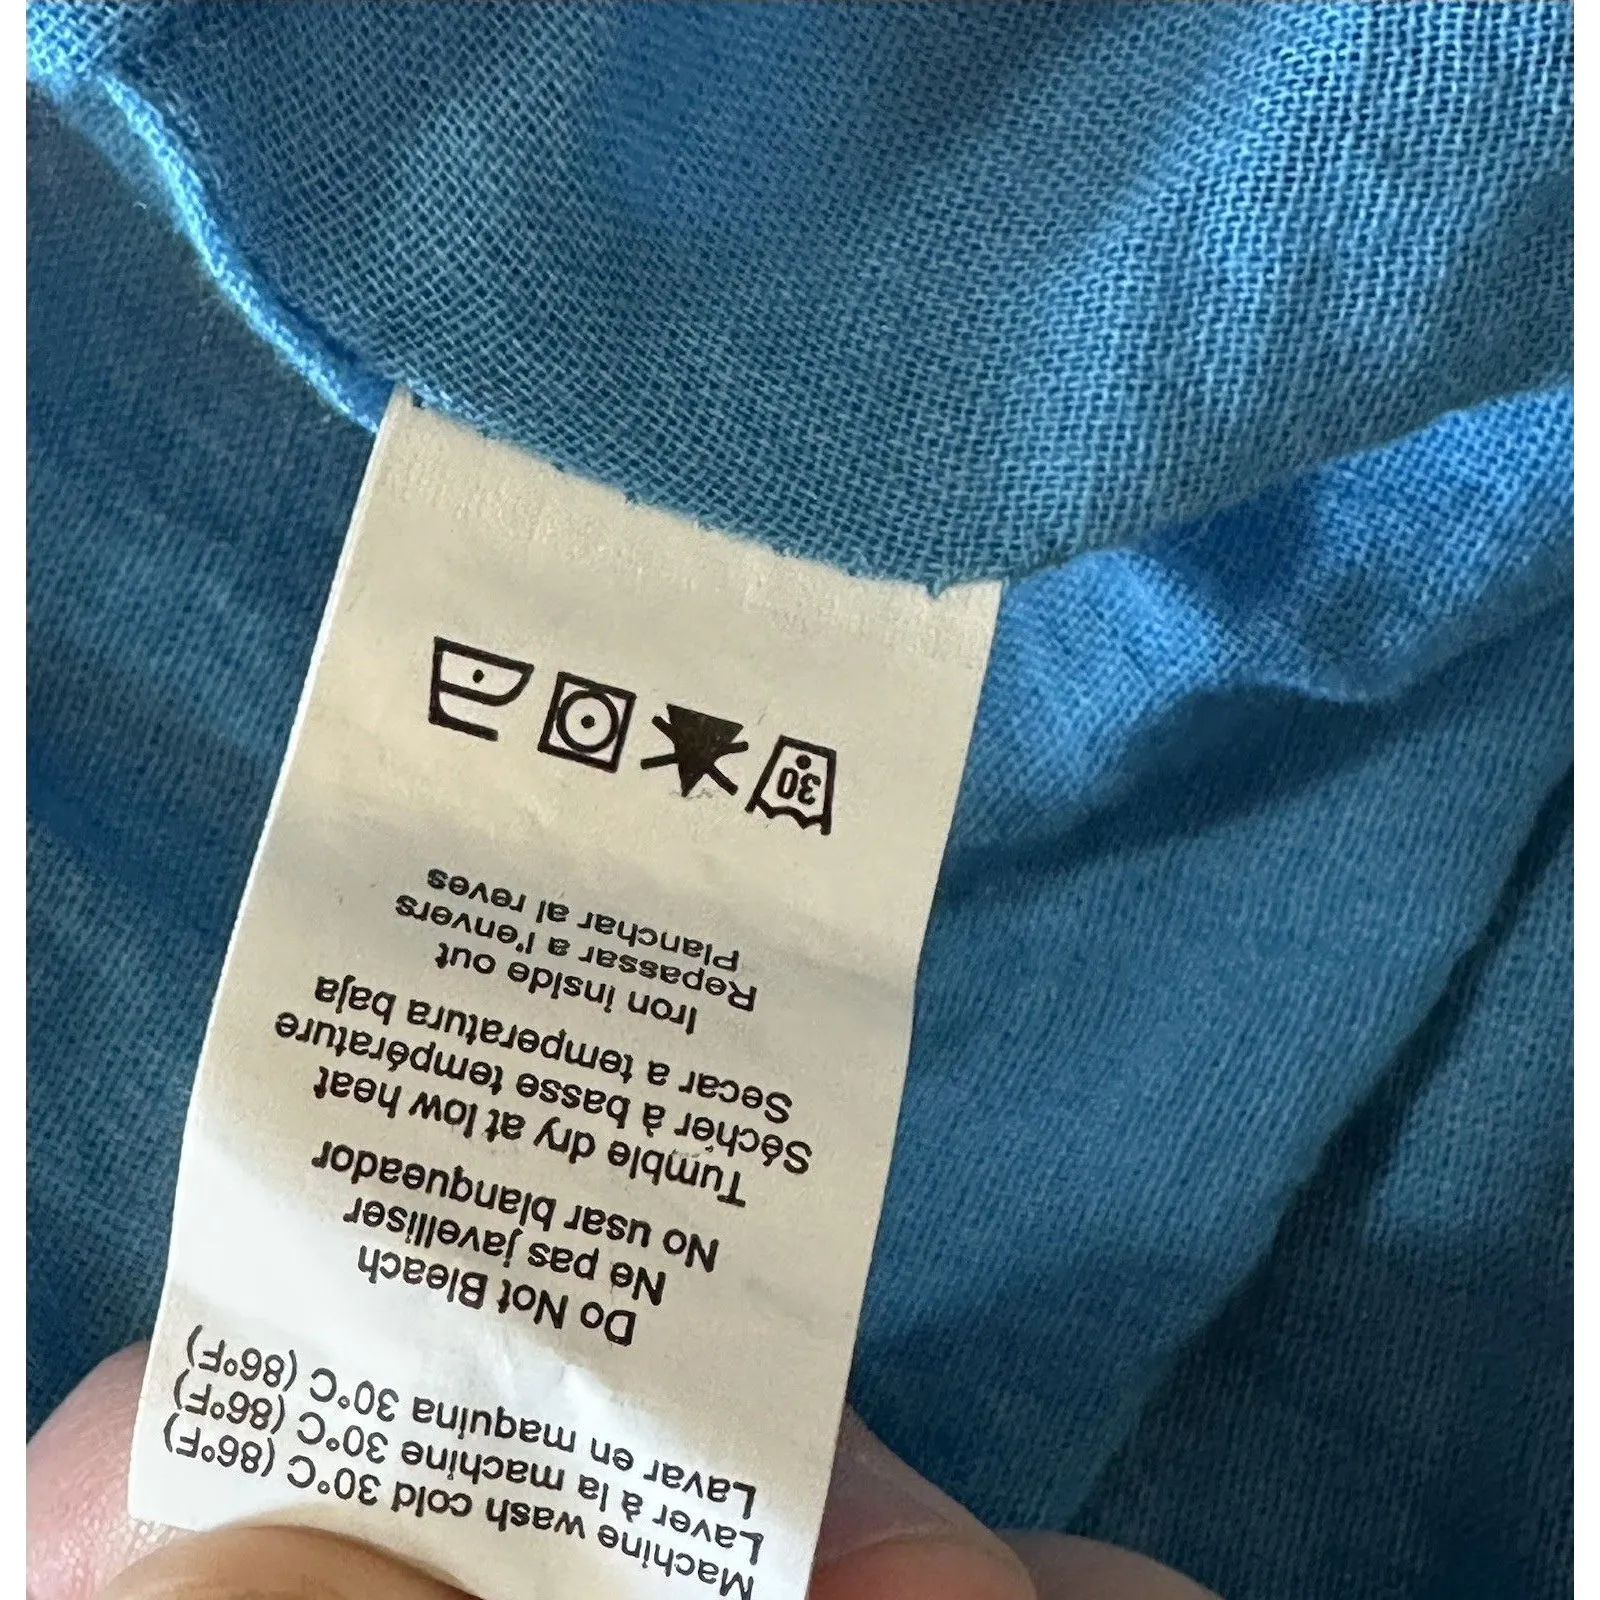 Machine wash cold 30°C (86°F)
Laver à la machine 30°C (86°F)
Lavar en maquina 30°C (86°F)
Do Not Bleach
Ne pas javelliser
No usar blanqueador
Tumble dry at low heat
Sécher à basse température
Secar a temperatura baja
Iron inside out
Repassar a l'envers
Planchar al reves
30